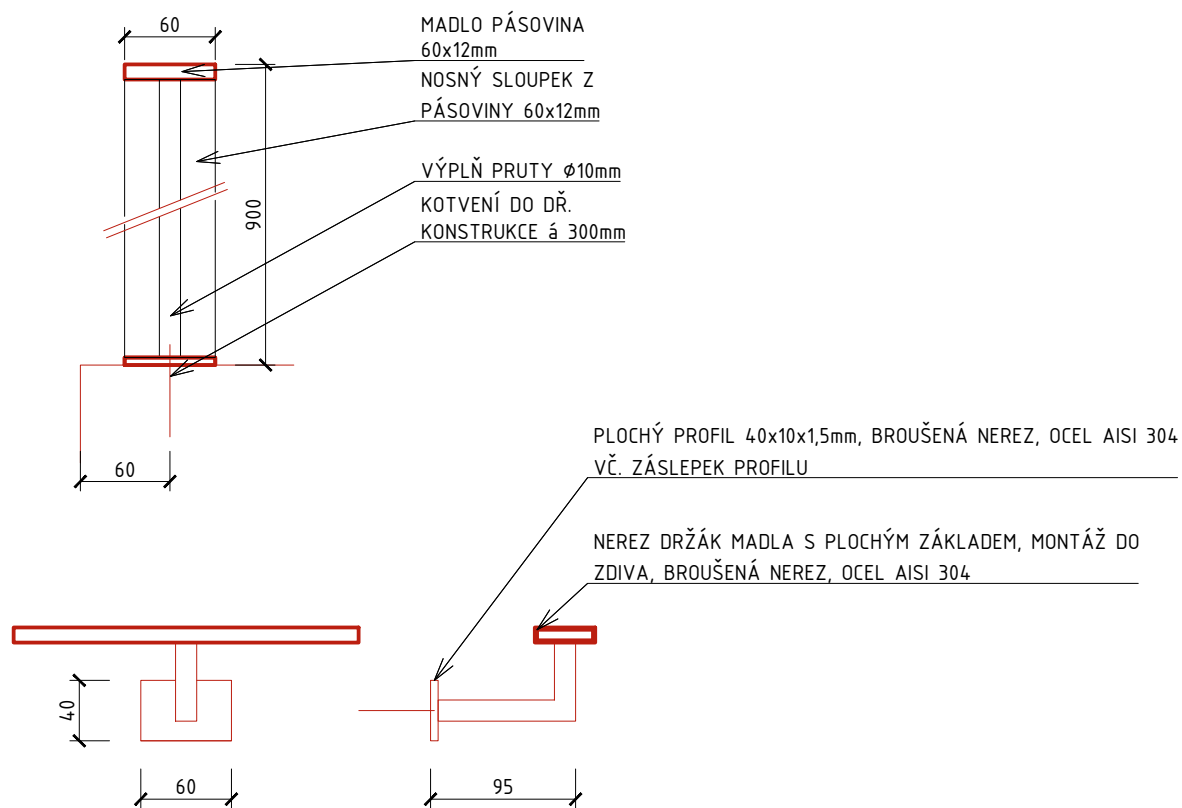 60
MADLO PÁSOVINA
60x12mm
NOSNÝ SLOUPEK Z
PÁSOVINY 60x12mm
VÝPLŇ PRUTY Ø10mm
KOTVENÍ DO DŘ.
KONSTRUKCE á 300mm
900
60
PLOCHÝ PROFIL 40x10x1,5mm, BROUŠENÁ NEREZ, OCEL AISI 304
VČ. ZÁSLEPEK PROFILU
NEREZ DRŽÁK MADLA S PLOCHÝM ZÁKLADEM, MONTÁŽ DO
ZDIVA, BROUŠENÁ NEREZ, OCEL AISI 304
40
60
95